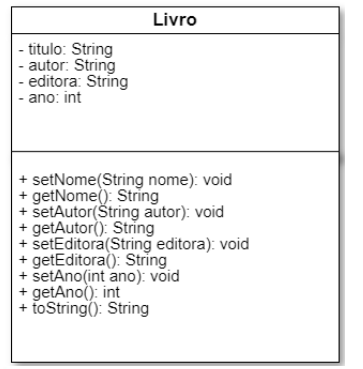 Livro
- titulo: String
- autor: String
- editora: String
- ano: int
+ setNome(String nome): void
+ getNome(): String
+ setAutor(String autor): void
+ getAutor(): String
+ setEditora(String editora): void
+ getEditora(): String
+ setAno(int ano): void
+ getAno(): int
+ toString(): String